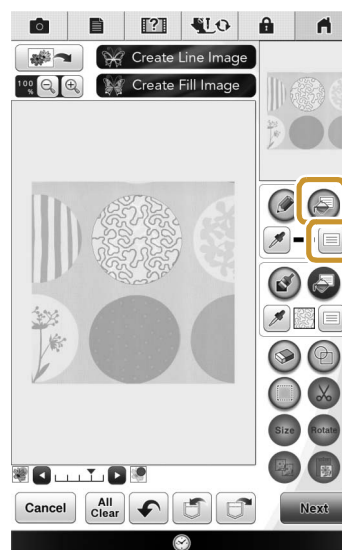 Create Line Image
100
%
Create Fill Image
Size
Rotate
Cancel
All
Clear
Next